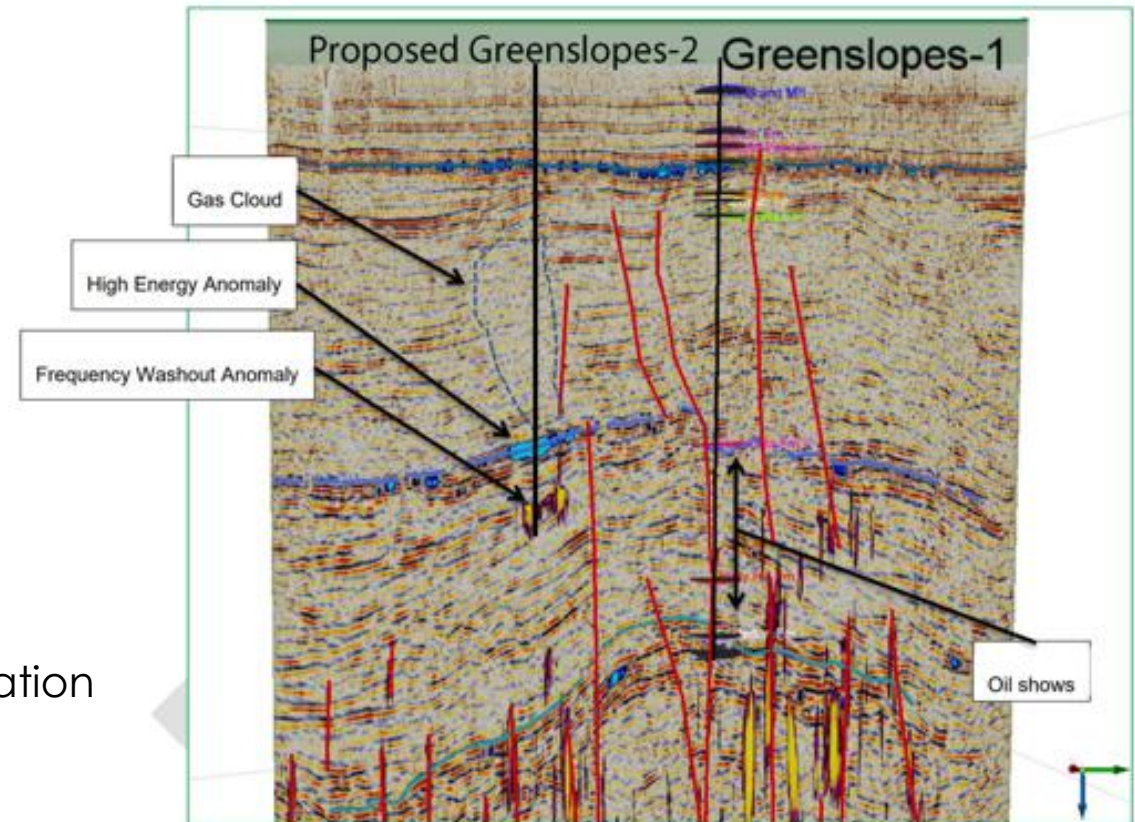 Proposed Greenslopes-2
Greenslopes-1
Gas Cloud
High Energy Anomaly
Frequency Washout Anomaly
ation
Oil shows